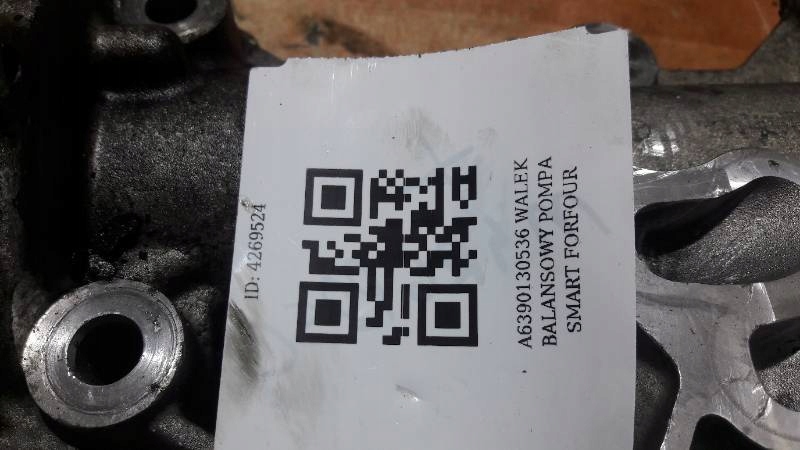 ID: 4269524
A6390130536 WALEK
BALANSOWY POMPA
SMART FORFOUR